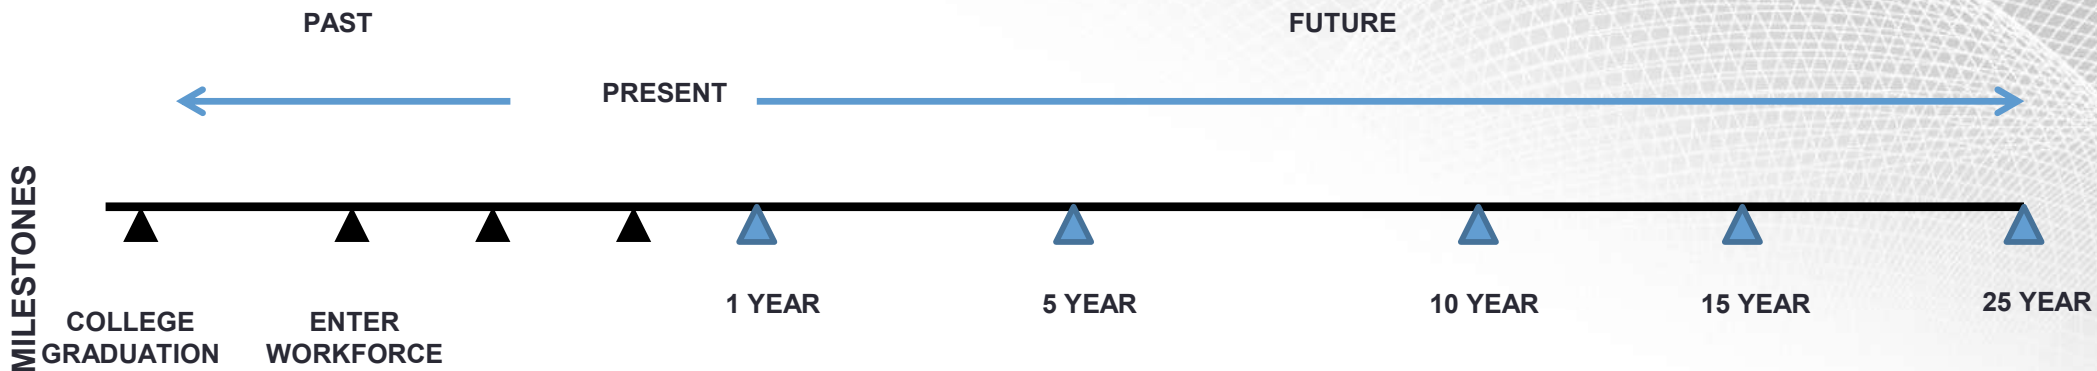 PAST
FUTURE
PRESENT
MILESTONES
1 YEAR
5 YEAR
10 YEAR
15 YEAR
25 YEAR
COLLEGE
GRADUATION
ENTER
WORKFORCE